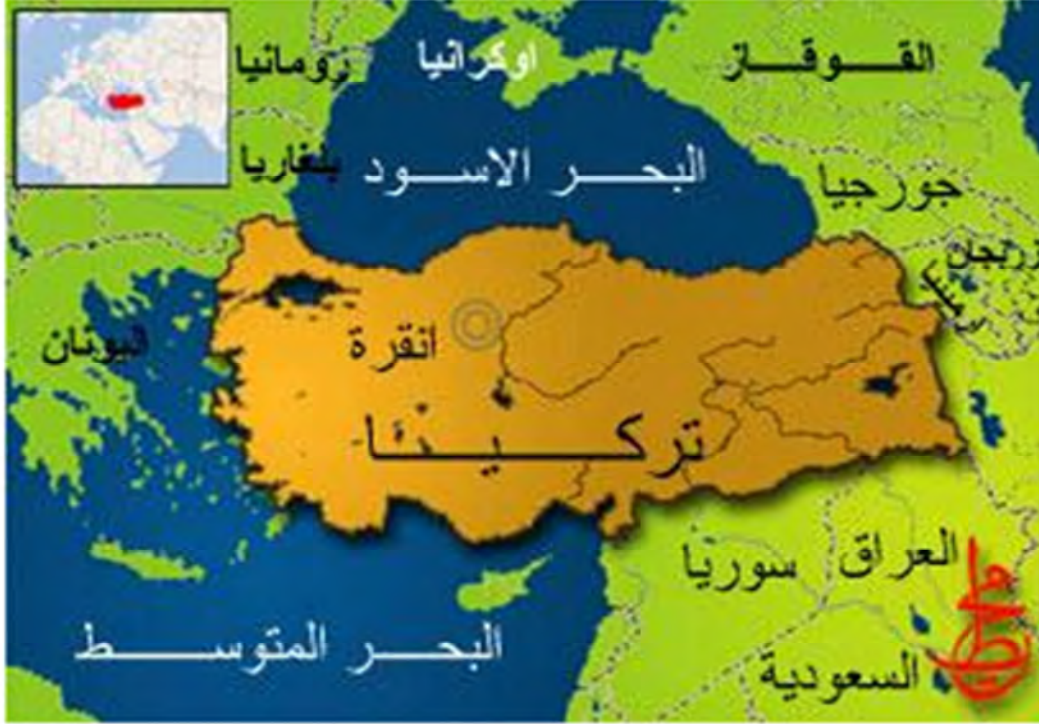 رومانيا
اوكرانيا
القوقاز
بلغاريا
البحر الاسود
جورجيا
اليونان
انقرة
تركيا
العراق
سوريا
السعودية
البحر المتوسط